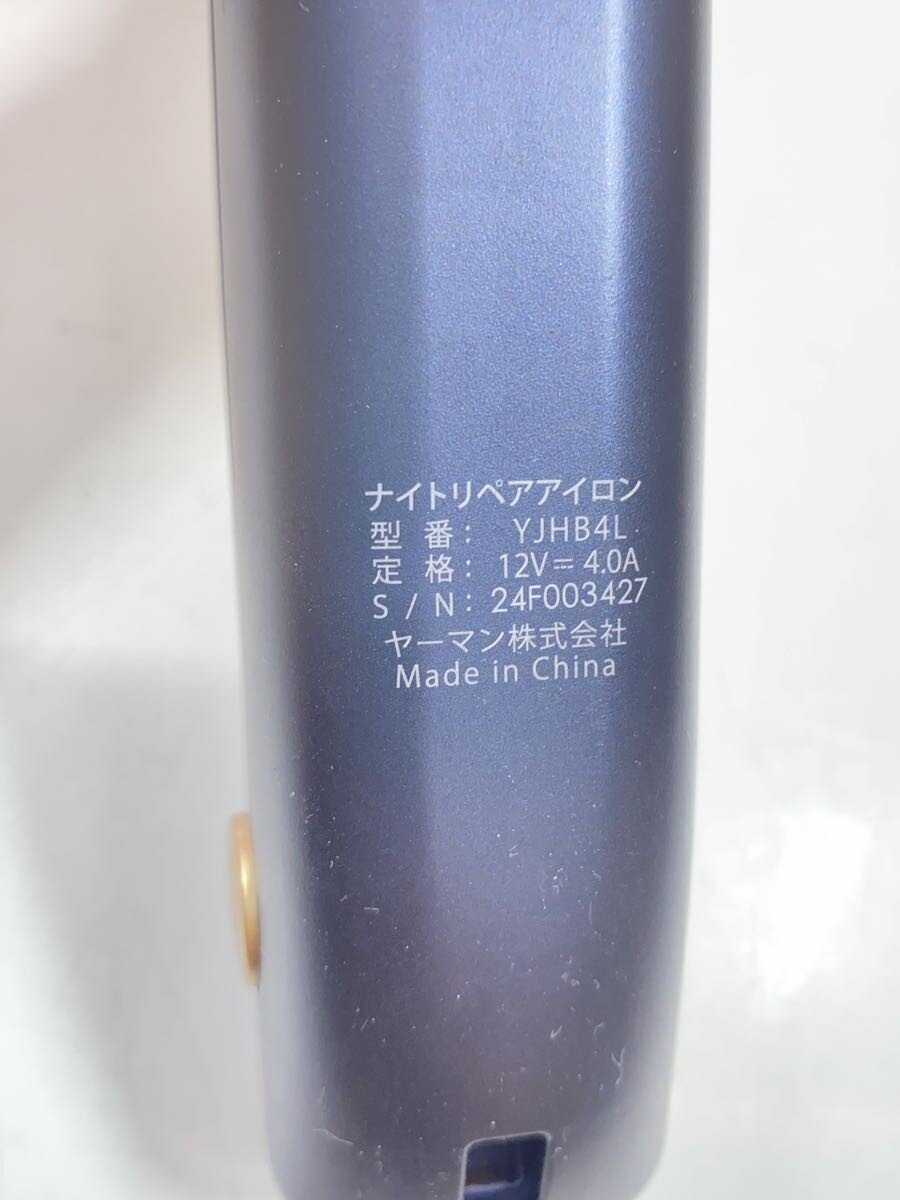 ナイトリペアアイロン
型 番： YJHB4L
定 格： 12V⎓4.0A
S / N： 24F003427
ヤーマン株式会社
Made in China